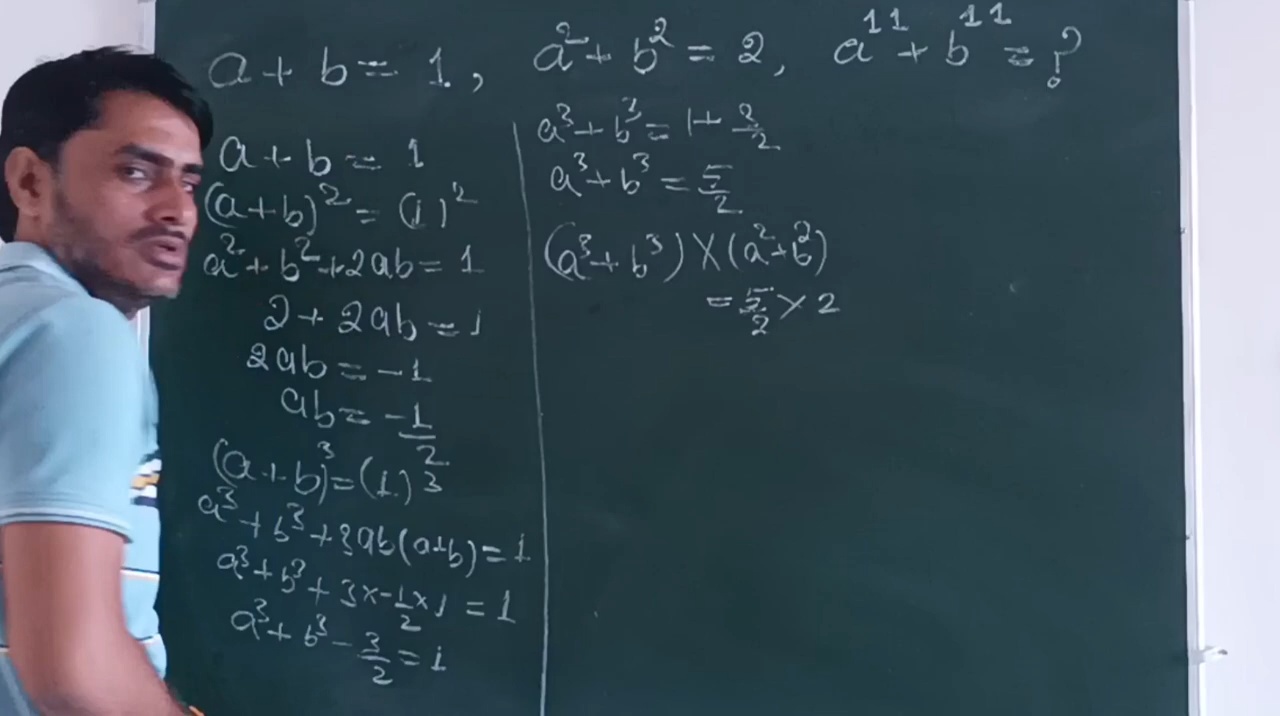 a + b = 1, a² + b² = 2, a¹¹ + b¹¹ = ?
a + b = 1
(a+b)² = (1)²
a² + b² + 2ab = 1
2 + 2ab = 1
2ab = -1
ab = -1/2
(a+b)³ = (1)³
a³ + b³ + 3ab(a+b) = 1
a³ + b³ + 3×-1/2×1 = 1
a³ + b³ - 3/2 = 1
a³ + b³ = 1 + 3/2
a³ + b³ = 5/2
(a³ + b³) × (a² + b²)
= 5/2 × 2